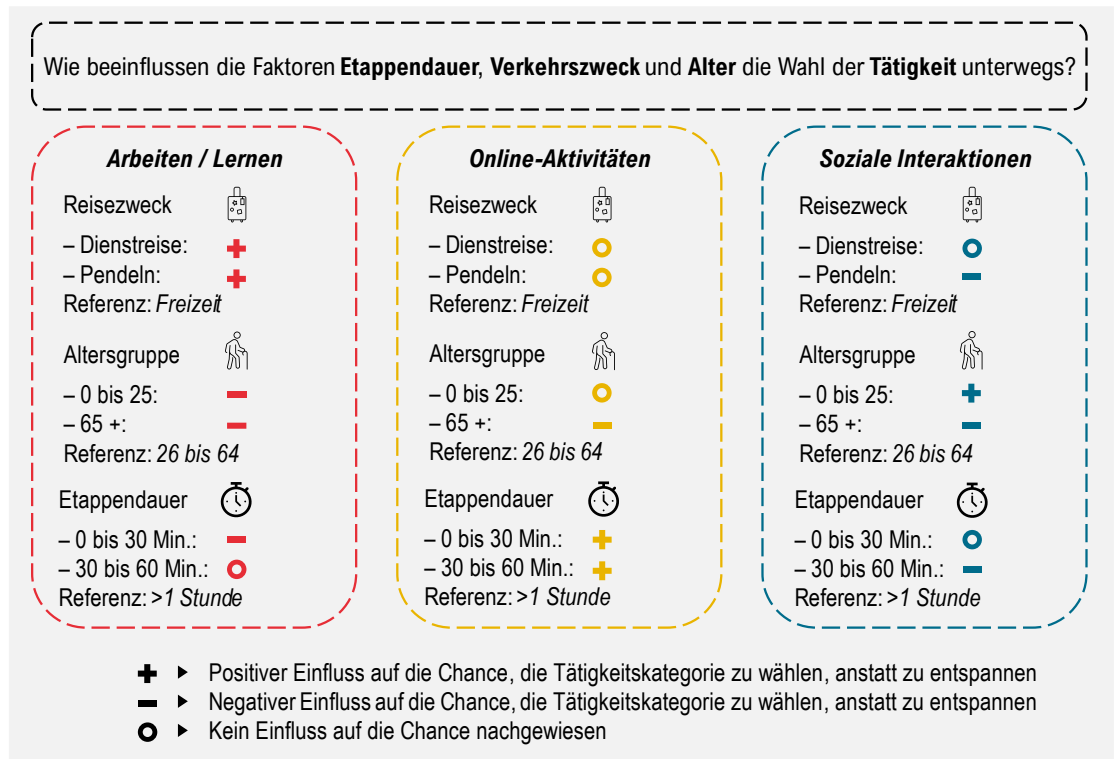 Wie beeinflussen die Faktoren Etappendauer, Verkehrszweck und Alter die Wahl der Tätigkeit unterwegs?
Arbeiten / Lernen
Reisezweck
– Dienstreise: +
– Pendeln: +
Referenz: Freizeit
Altersgruppe
– 0 bis 25: –
– 65 +: –
Referenz: 26 bis 64
Etappendauer
– 0 bis 30 Min.: –
– 30 bis 60 Min.: o
Referenz: >1 Stunde
Online-Aktivitäten
Reisezweck
– Dienstreise: o
– Pendeln: o
Referenz: Freizeit
Altersgruppe
– 0 bis 25: o
– 65 +: –
Referenz: 26 bis 64
Etappendauer
– 0 bis 30 Min.: +
– 30 bis 60 Min.: +
Referenz: >1 Stunde
Soziale Interaktionen
Reisezweck
– Dienstreise: o
– Pendeln: –
Referenz: Freizeit
Altersgruppe
– 0 bis 25: +
– 65 +: –
Referenz: 26 bis 64
Etappendauer
– 0 bis 30 Min.: o
– 30 bis 60 Min.: –
Referenz: >1 Stunde
+ ▶ Positiver Einfluss auf die Chance, die Tätigkeitskategorie zu wählen, anstatt zu entspannen
– ▶ Negativer Einfluss auf die Chance, die Tätigkeitskategorie zu wählen, anstatt zu entspannen
o ▶ Kein Einfluss auf die Chance nachgewiesen